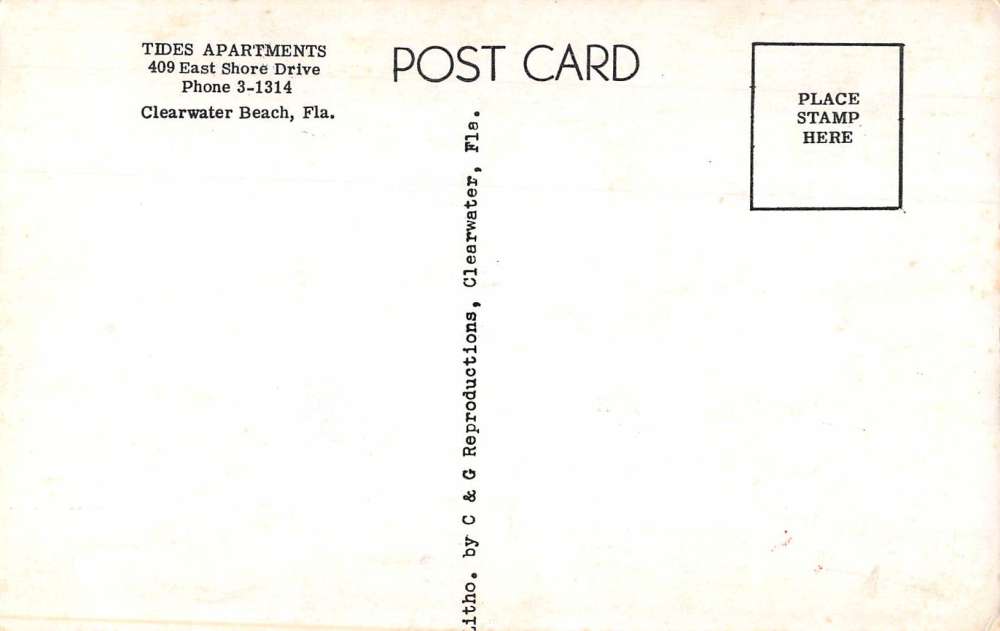 TIDES APARTMENTS
409 East Shore Drive
Phone 3-1314
Clearwater Beach, Fla.
POST CARD
PLACE
STAMP
HERE
Litho. by C & G Reproductions, Clearwater, Fla.